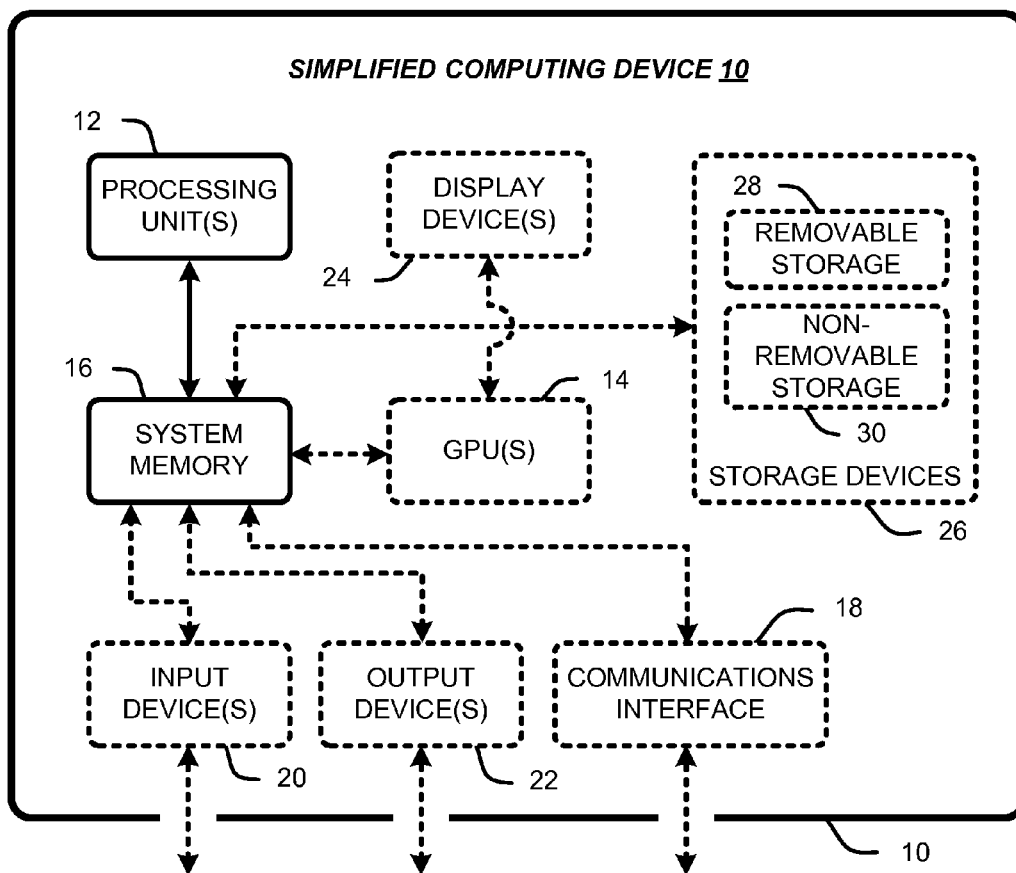 SIMPLIFIED COMPUTING DEVICE 10
12
PROCESSING
UNIT(S)
DISPLAY
DEVICE(S)
24
28
REMOVABLE
STORAGE
NON-
REMOVABLE
STORAGE
30
STORAGE DEVICES
26
16
SYSTEM
MEMORY
14
GPU(S)
INPUT
DEVICE(S)
20
OUTPUT
DEVICE(S)
22
18
COMMUNICATIONS
INTERFACE
10